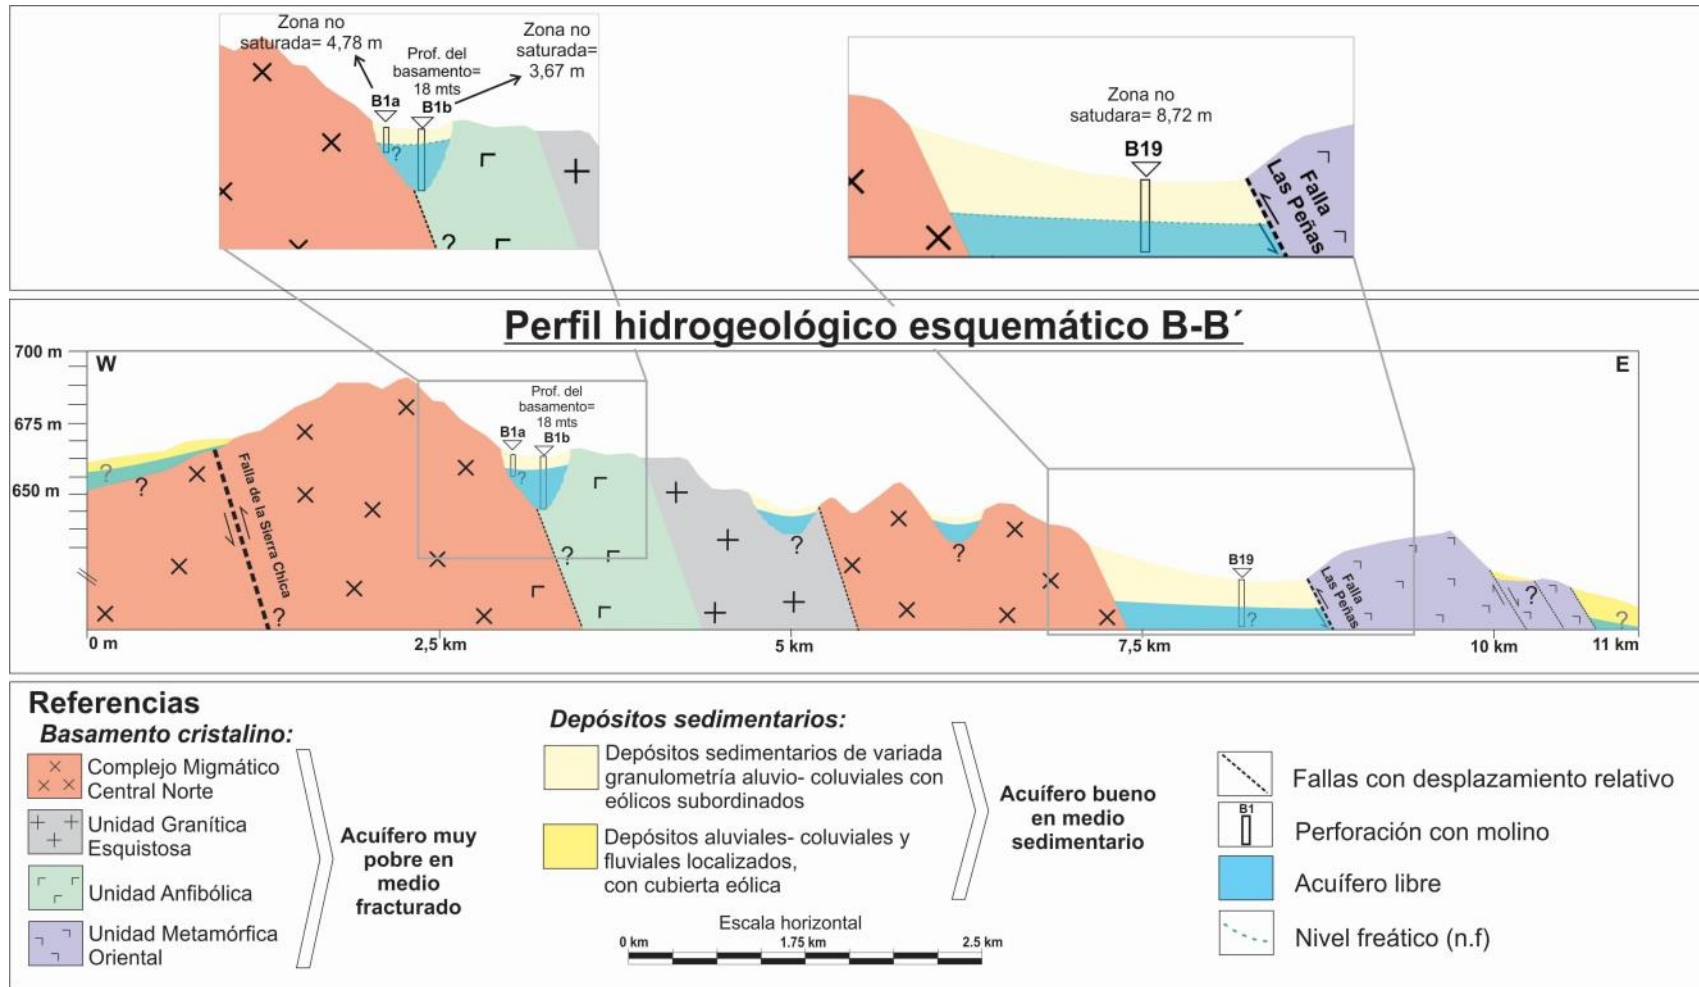 Zona no
saturada= 4,78 m
Prof. del
basamento=
18 mts
Zona no
saturada=
3,67 m
B1a
B1b
?
?
Zona no
satudara= 8,72 m
B19
Falla
Las Peñas
Perfil hidrogeológico esquemático B-B´
700 m
675 m
650 m
W
E
Prof. del
basamento=
18 mts
B1a
B1b
?
?
?
Falla de la Sierra Chica
?
?
?
?
B19
?
Falla
Las Peñas
?
?
0 m
2,5 km
5 km
7,5 km
10 km
11 km
Referencias
Basamento cristalino:
Complejo Migmático
Central Norte
Unidad Granítica
Esquistosa
Unidad Anfibólica
Unidad Metamórfica
Oriental
Acuífero muy
pobre en
medio
fracturado
Depósitos sedimentarios:
Depósitos sedimentarios de variada
granulometría aluvio- coluviales con
eólicos subordinados
Depósitos aluviales- coluviales y
fluviales localizados,
con cubierta eólica
Acuífero bueno
en medio
sedimentario
Escala horizontal
0 km
1.75 km
2.5 km
Fallas con desplazamiento relativo
B1
Perforación con molino
Acuífero libre
Nivel freático (n.f)